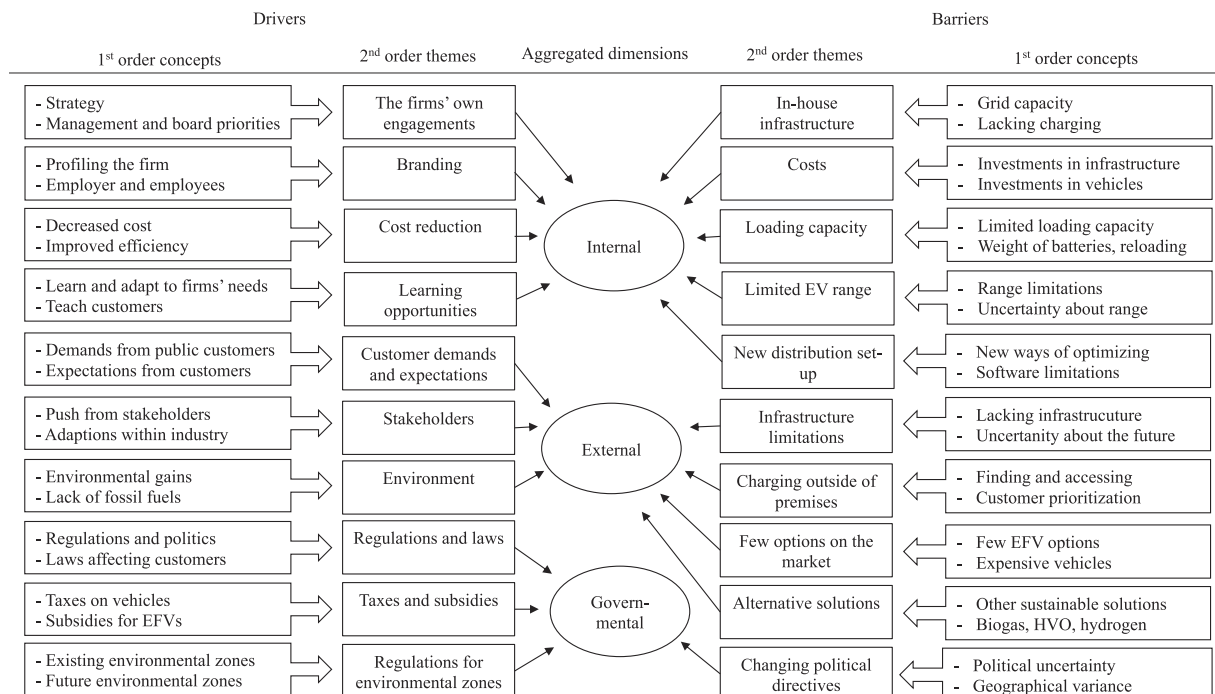 Drivers
Barriers
1st order concepts
2nd order themes
Aggregated dimensions
2nd order themes
1st order concepts
- Strategy
- Management and board priorities
The firms' own
engagements
In-house
infrastructure
- Grid capacity
- Lacking charging
- Profiling the firm
- Employer and employees
Branding
Costs
- Investments in infrastructure
- Investments in vehicles
- Decreased cost
- Improved efficiency
Cost reduction
Internal
Loading capacity
- Limited loading capacity
- Weight of batteries, reloading
- Learn and adapt to firms' needs
- Teach customers
Learning
opportunities
Limited EV range
- Range limitations
- Uncertainty about range
- Demands from public customers
- Expectations from customers
Customer demands
and expectations
New distribution set-
up
- New ways of optimizing
- Software limitations
- Push from stakeholders
- Adaptions within industry
Stakeholders
External
Infrastructure
limitations
- Lacking infrastrucuture
- Uncertanity about the future
- Environmental gains
- Lack of fossil fuels
Environment
Charging outside of
premises
- Finding and accessing
- Customer prioritization
- Regulations and politics
- Laws affecting customers
Regulations and laws
Few options on the
market
- Few EFV options
- Expensive vehicles
- Taxes on vehicles
- Subsidies for EFVs
Taxes and subsidies
Govern-
mental
Alternative solutions
- Other sustainable solutions
- Biogas, HVO, hydrogen
- Existing environmental zones
- Future environmental zones
Regulations for
environmental zones
Changing political
directives
- Political uncertainty
- Geographical variance